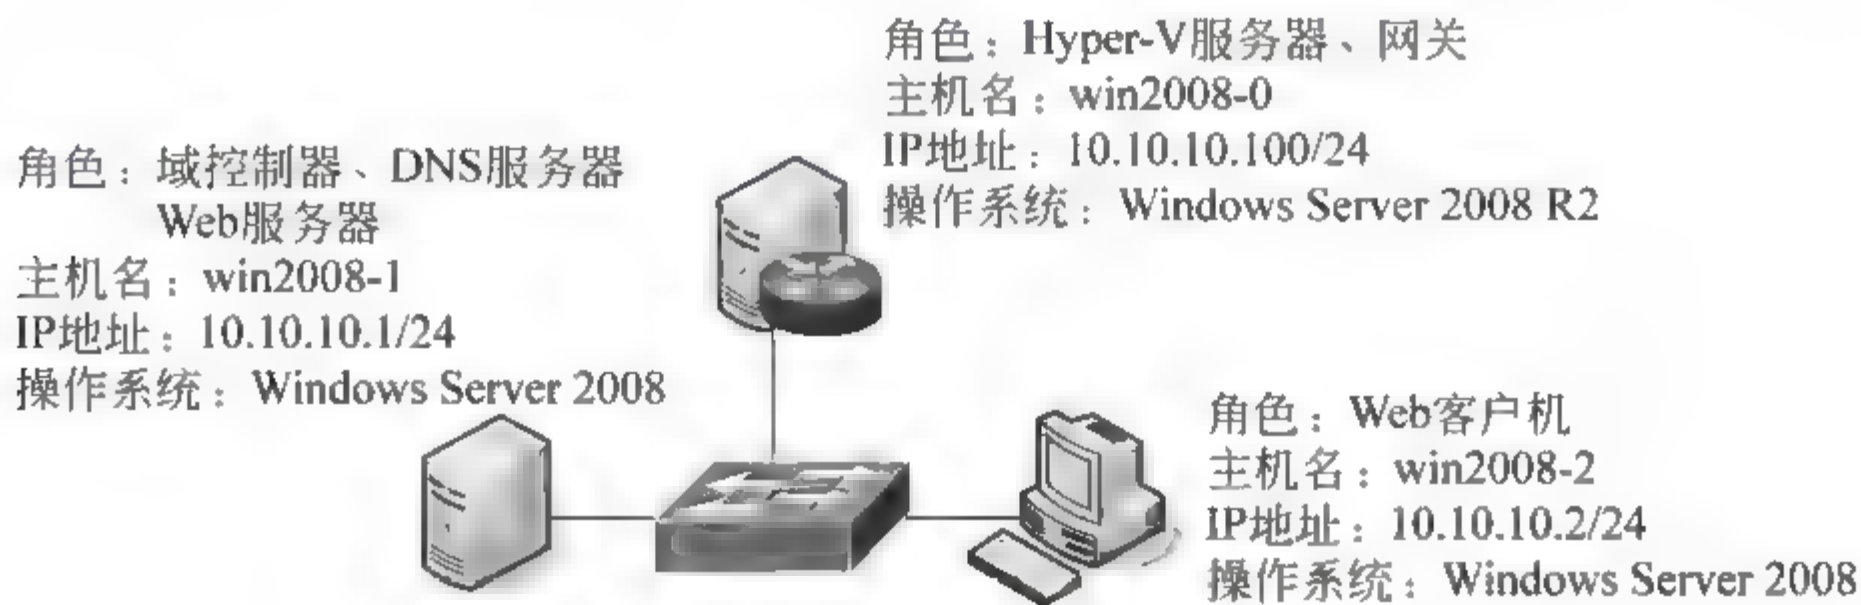 角色：Hyper-V服务器、网关
主机名：win2008-0
IP地址：10.10.10.100/24
操作系统：Windows Server 2008 R2
角色：域控制器、DNS服务器
Web服务器
主机名：win2008-1
IP地址：10.10.10.1/24
操作系统：Windows Server 2008
角色：Web客户机
主机名：win2008-2
IP地址：10.10.10.2/24
操作系统：Windows Server 2008